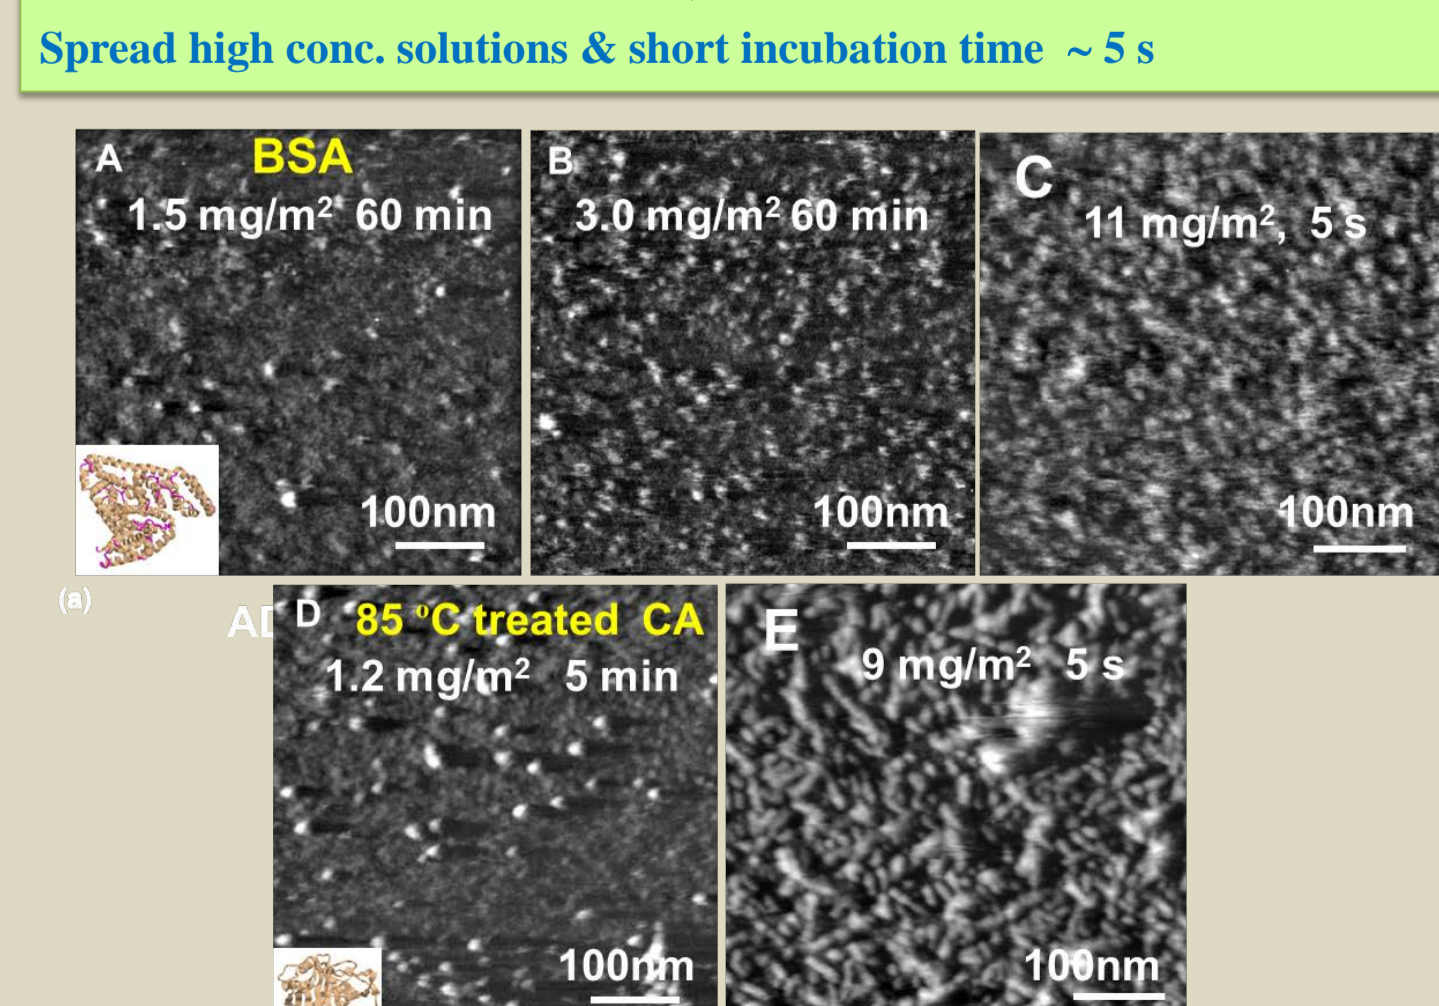 Spread high conc. solutions & short incubation time ~ 5 s
A BSA
1.5 mg/m² 60 min
100nm
B
3.0 mg/m² 60 min
100nm
C
11 mg/m², 5 s
100nm
(a)
D 85 ºC treated CA
1.2 mg/m² 5 min
100nm
E
9 mg/m² 5 s
100nm